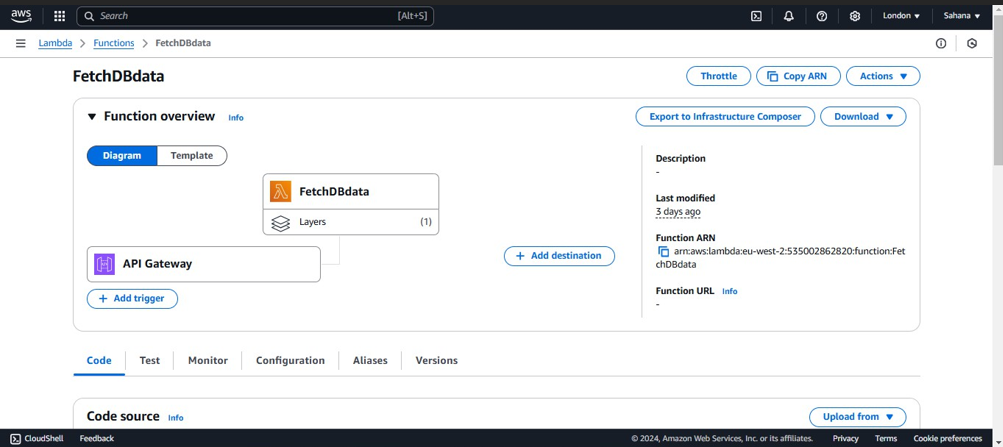 aws
Search [Alt+S] London Sahana
Lambda Functions FetchDBdata
FetchDBdata Throttle Copy ARN Actions
Function overview Info Export to Infrastructure Composer Download
Diagram Template
FetchDBdata
Layers (1)
API Gateway
Add trigger
Add destination
Description
-
Last modified
3 days ago
Function ARN
arn:aws:lambda:eu-west-2:535002862820:function:Fet
chDBdata
Function URL Info
-
Code Test Monitor Configuration Aliases Versions
Code source Info Upload from
CloudShell Feedback © 2024, Amazon Web Services, Inc. or its affiliates. Privacy Terms Cookie preferences